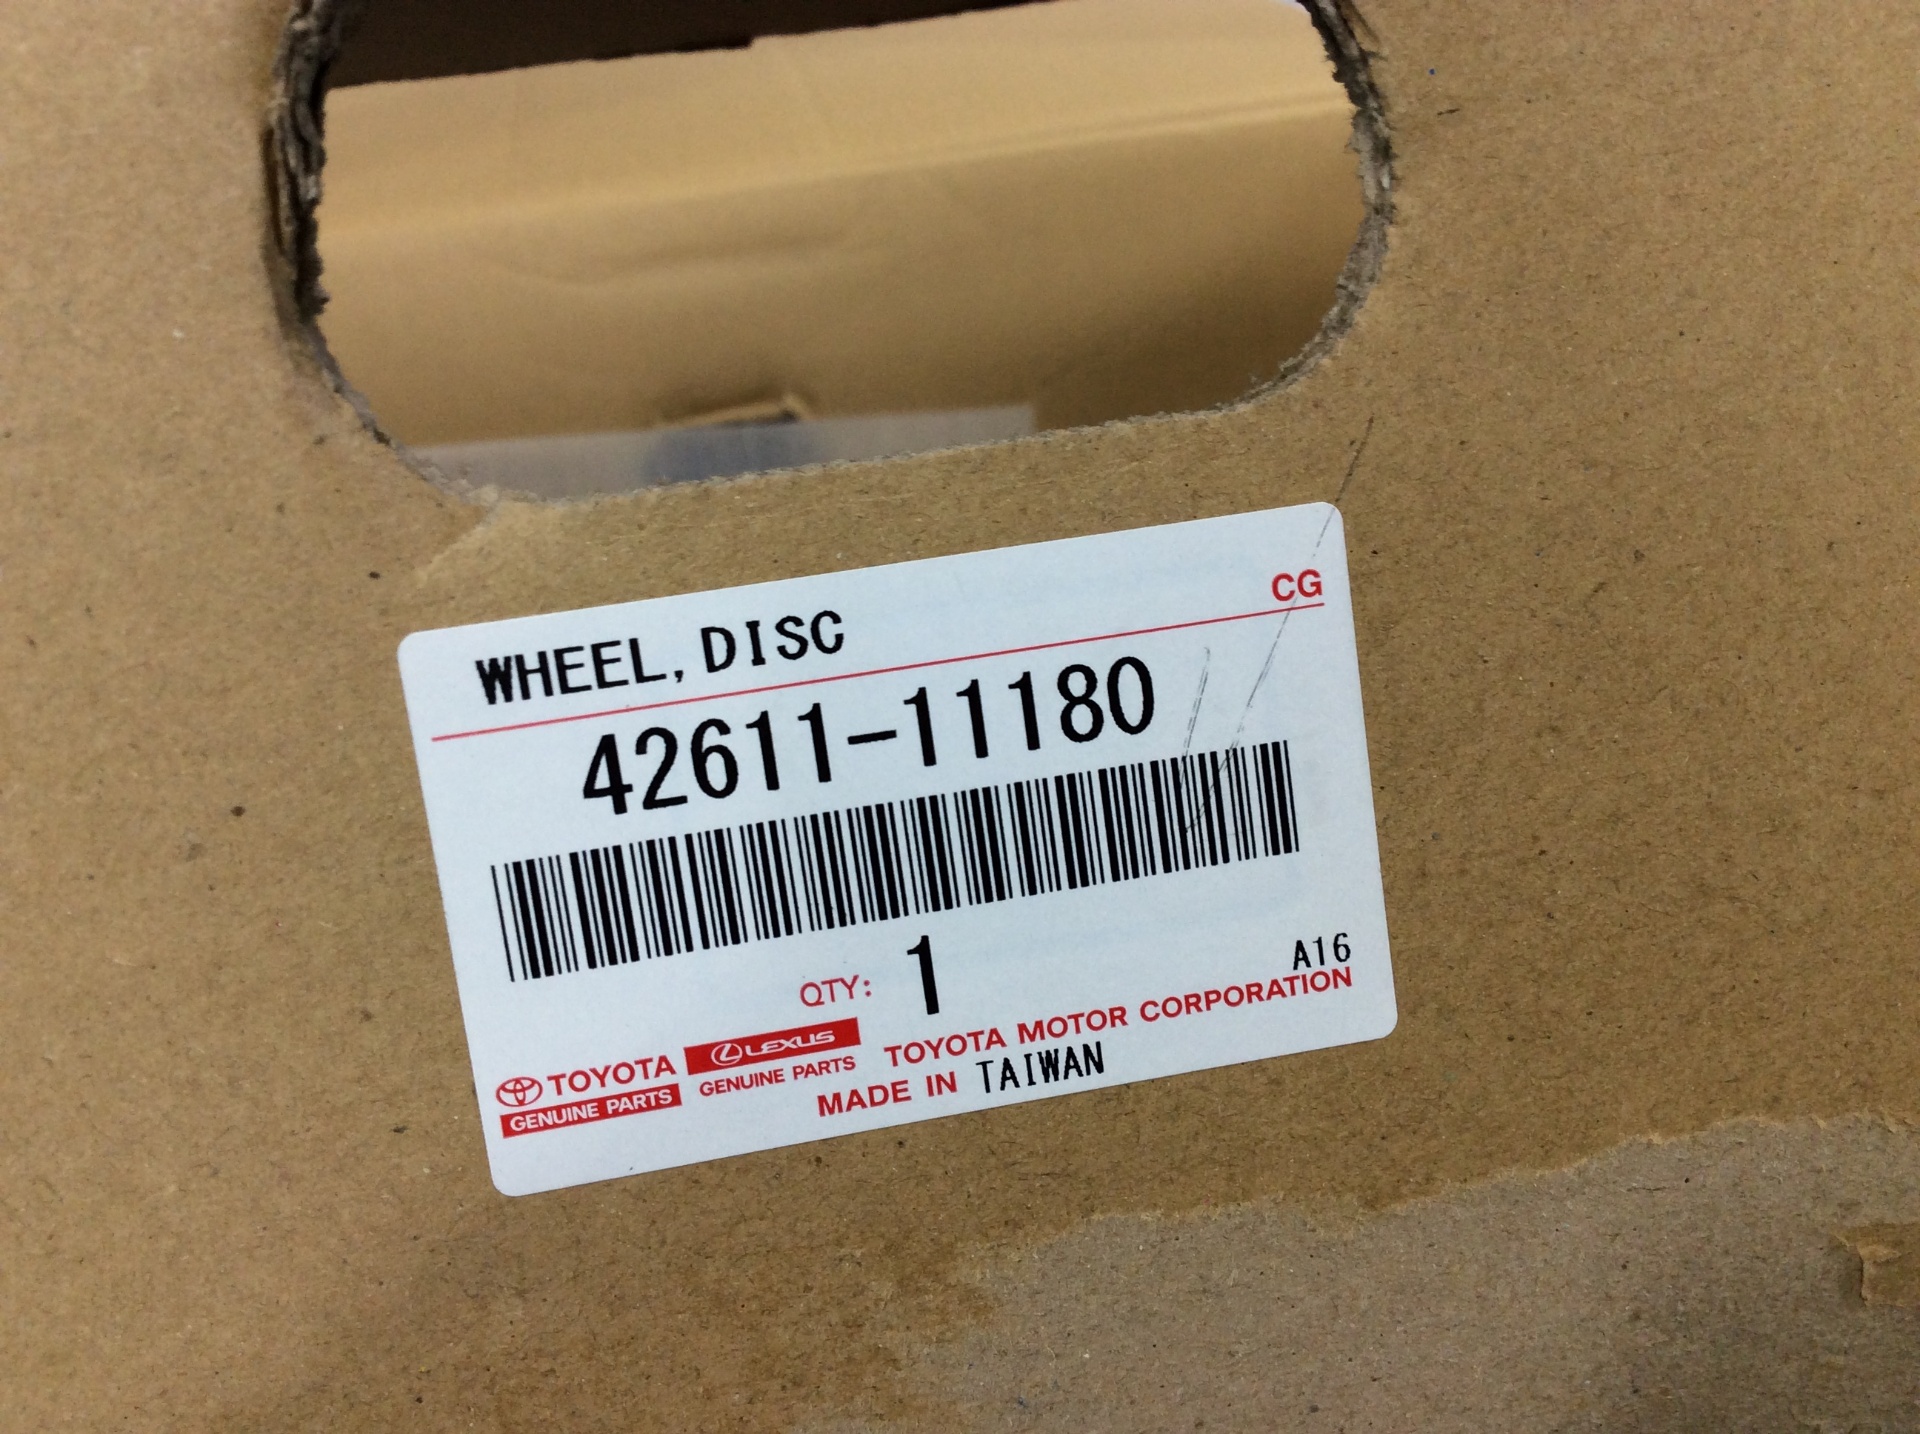 CG
WHEEL,DISC
42611-11180
QTY: 1
A16
TOYOTA
GENUINE PARTS
LEXUS
GENUINE PARTS
TOYOTA MOTOR CORPORATION
MADE IN TAIWAN